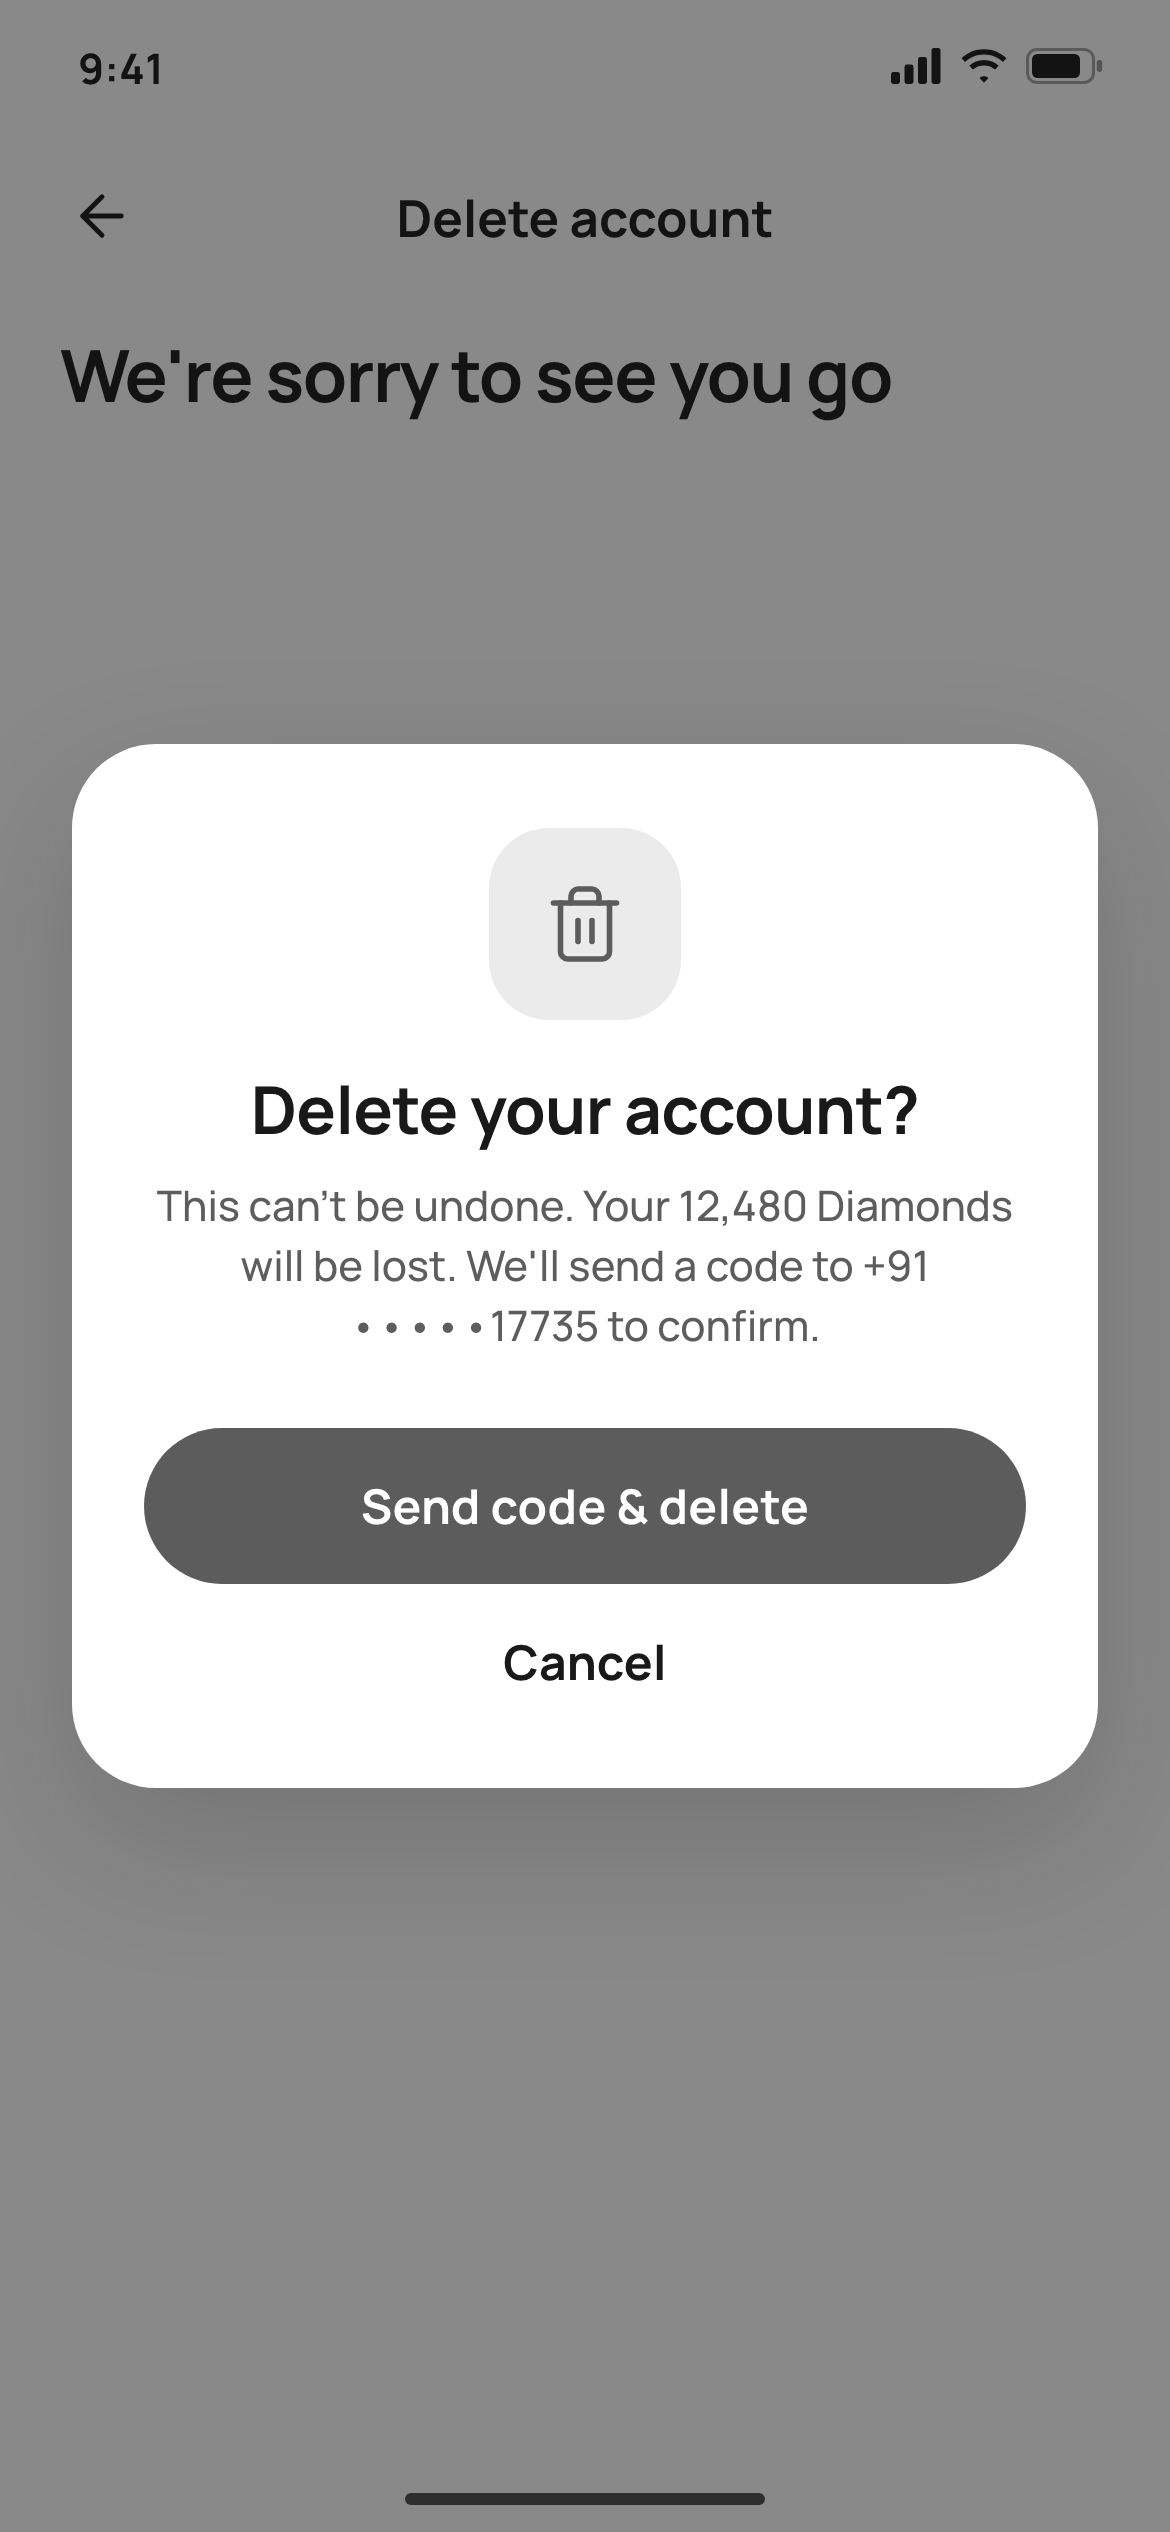 9:41
Delete account
We're sorry to see you go
Delete your account?
This can’t be undone. Your 12,480 Diamonds
will be lost. We'll send a code to +91
•••••17735 to confirm.
Send code & delete
Cancel